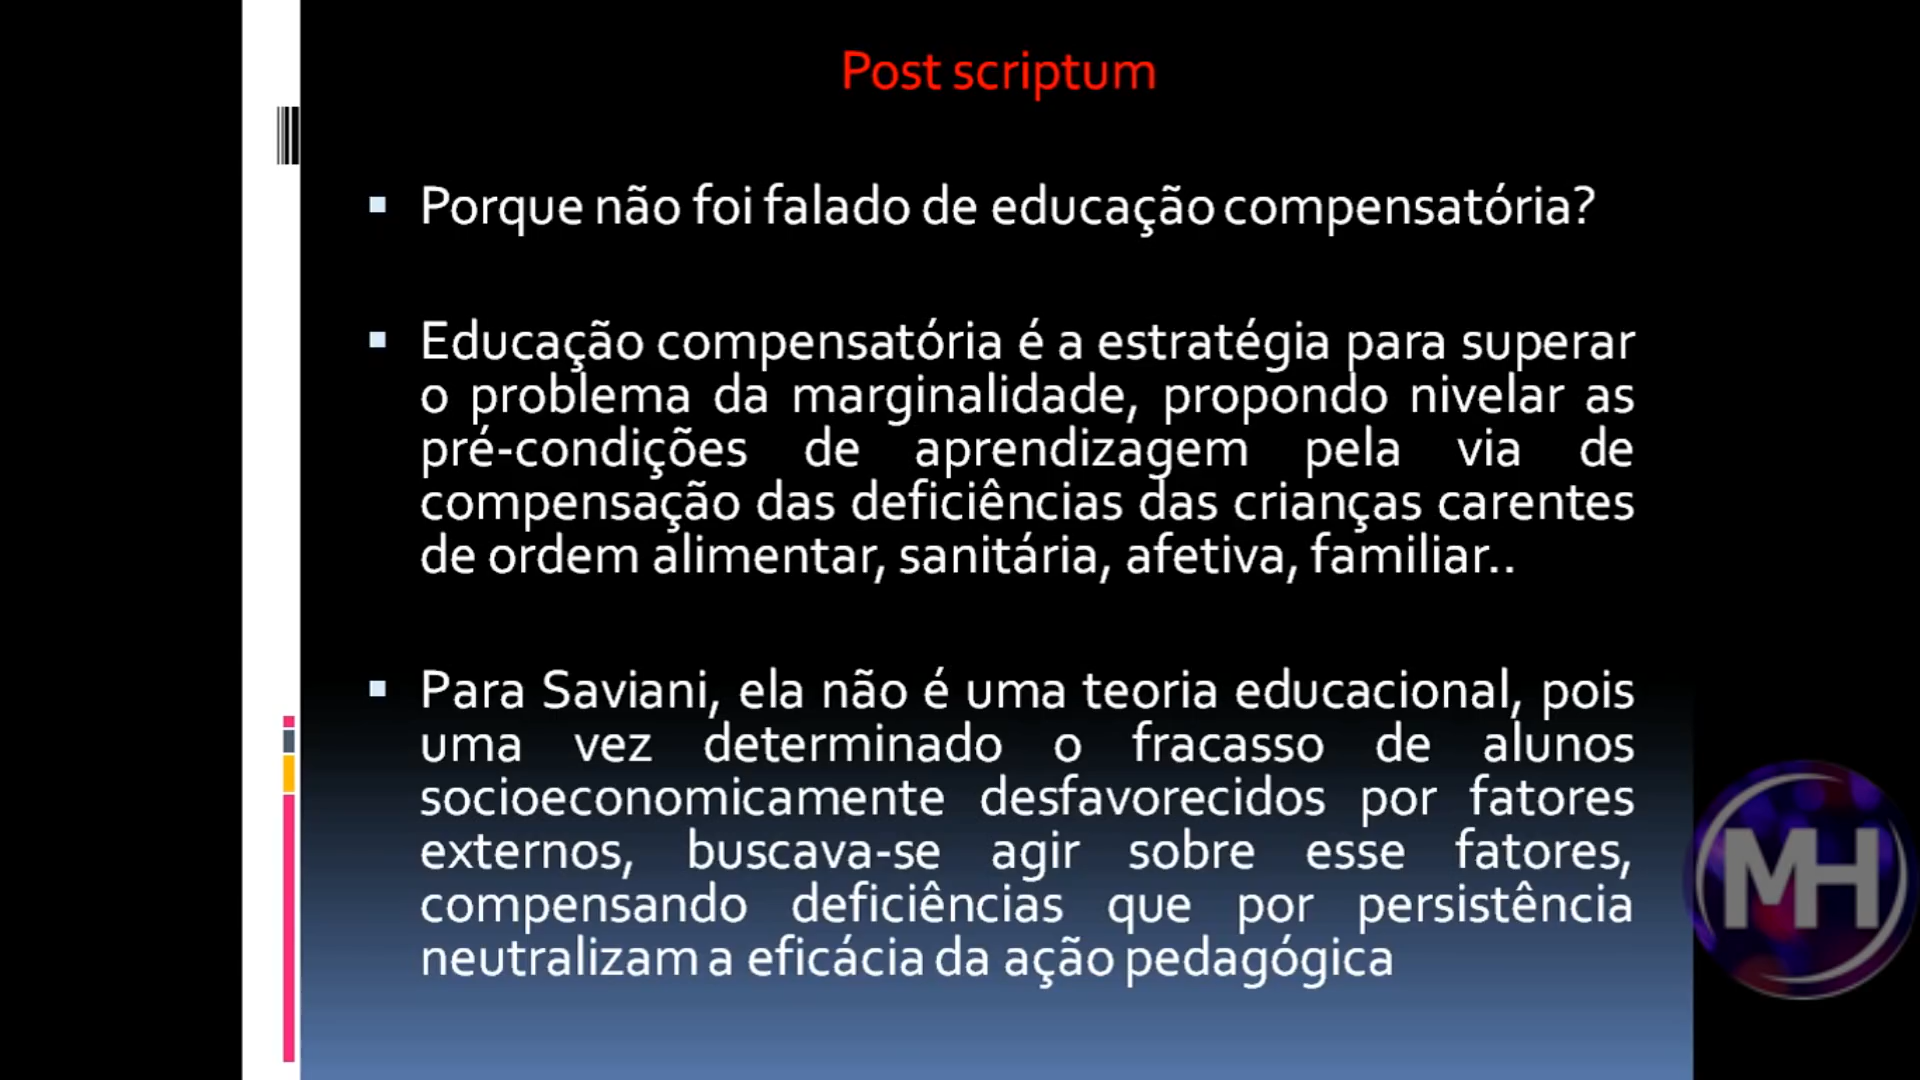 Post scriptum
Porque não foi falado de educação compensatória?
Educação compensatória é a estratégia para superar
o problema da marginalidade, propondo nivelar as
pré-condições de aprendizagem pela via de
compensação das deficiências das crianças carentes
de ordem alimentar, sanitária, afetiva, familiar..
Para Saviani, ela não é uma teoria educacional, pois
uma vez determinado o fracasso de alunos
socioeconomicamente desfavorecidos por fatores
externos, buscava-se agir sobre esse fatores,
compensando deficiências que por persistência
neutralizam a eficácia da ação pedagógica
MH